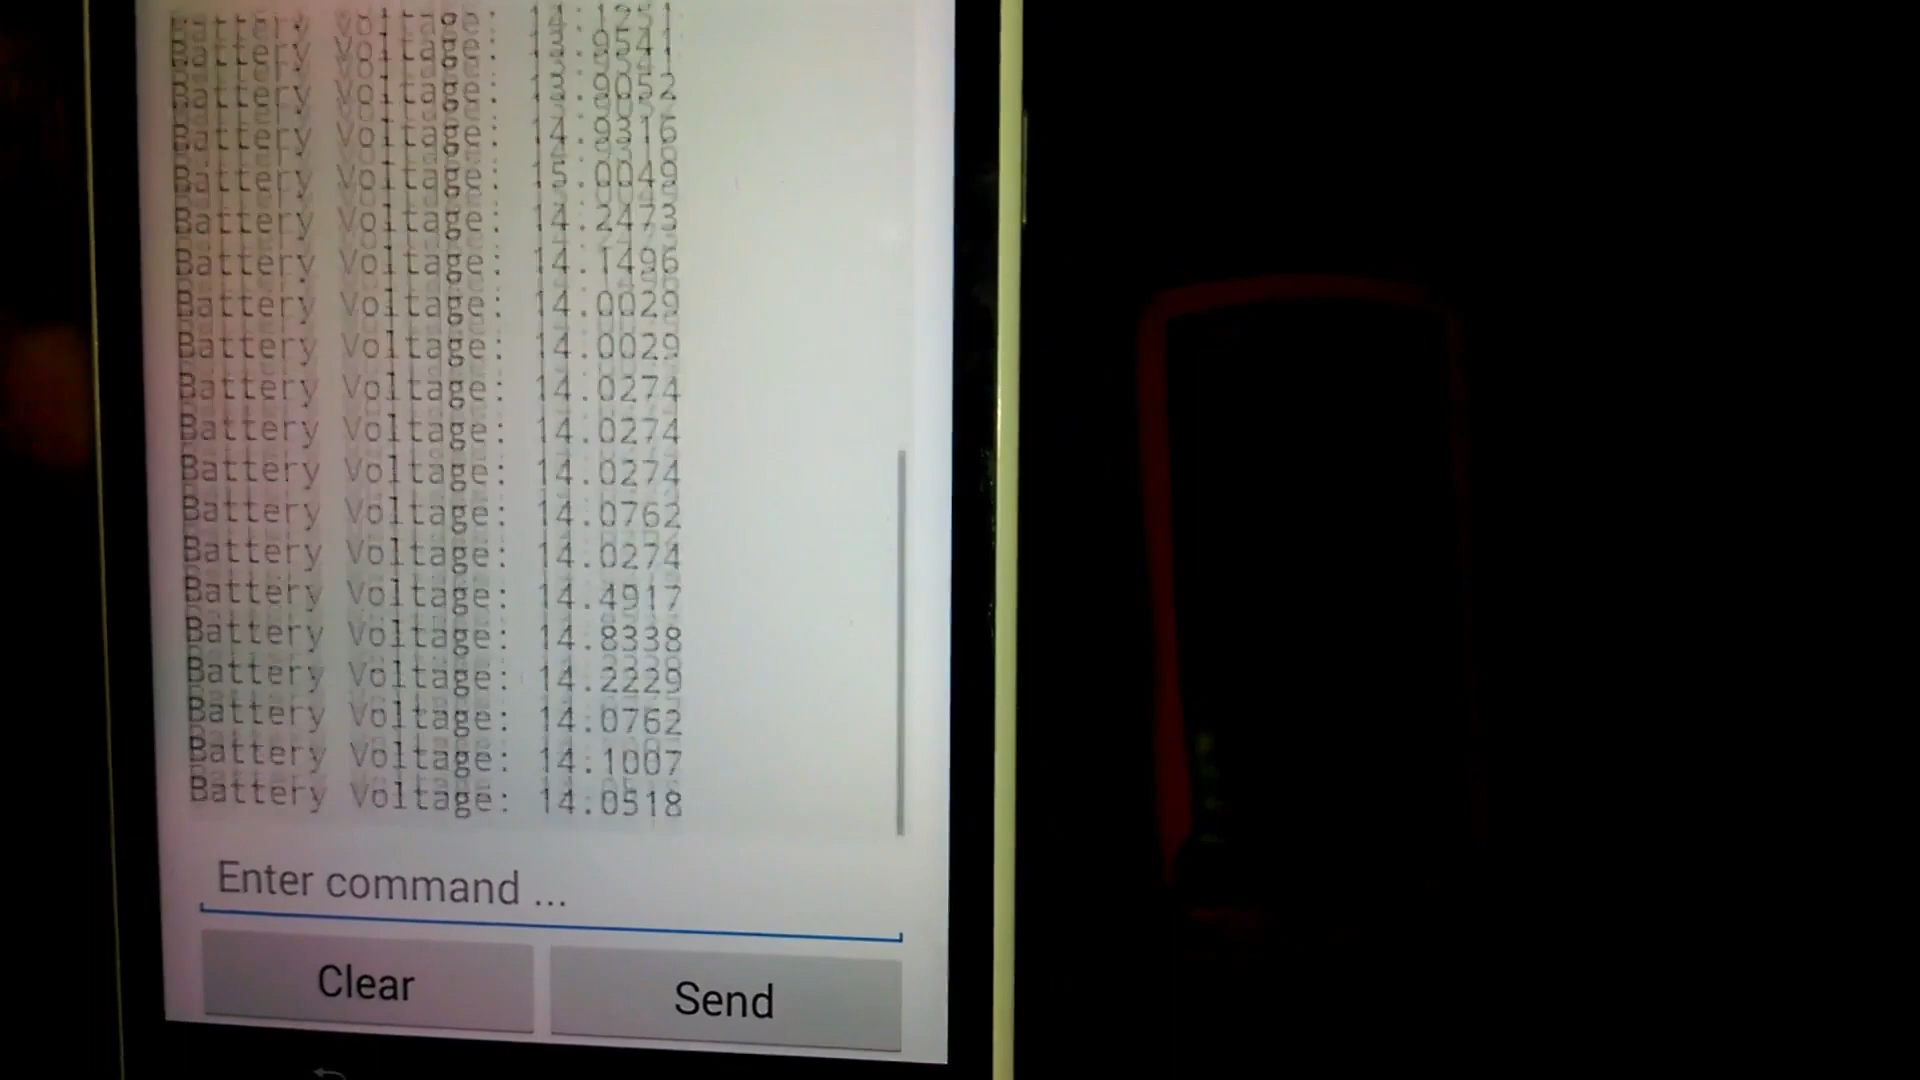 Battery Voltage: 14.1251
Battery Voltage: 13.9541
Battery Voltage: 13.9052
Battery Voltage: 14.9316
Battery Voltage: 15.0049
Battery Voltage: 14.2473
Battery Voltage: 14.1496
Battery Voltage: 14.0029
Battery Voltage: 14.0029
Battery Voltage: 14.0274
Battery Voltage: 14.0274
Battery Voltage: 14.0274
Battery Voltage: 14.0762
Battery Voltage: 14.0274
Battery Voltage: 14.4917
Battery Voltage: 14.8338
Battery Voltage: 14.2229
Battery Voltage: 14.0762
Battery Voltage: 14.1007
Battery Voltage: 14.0518
Enter command ...
Clear
Send